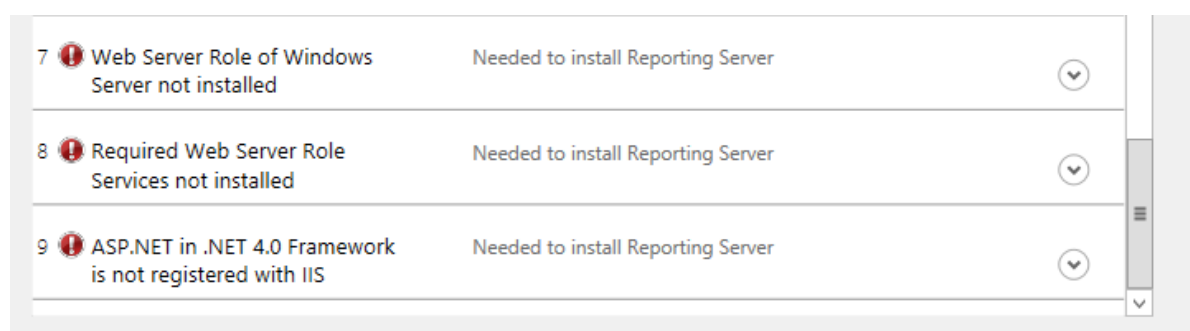 7 Web Server Role of Windows Needed to install Reporting Server
Server not installed
8 Required Web Server Role Needed to install Reporting Server
Services not installed
9 ASP.NET in .NET 4.0 Framework Needed to install Reporting Server
is not registered with IIS